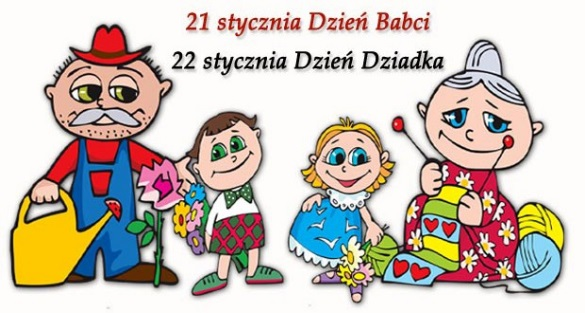 21 stycznia Dzień Babci
22 stycznia Dzień Dziadka